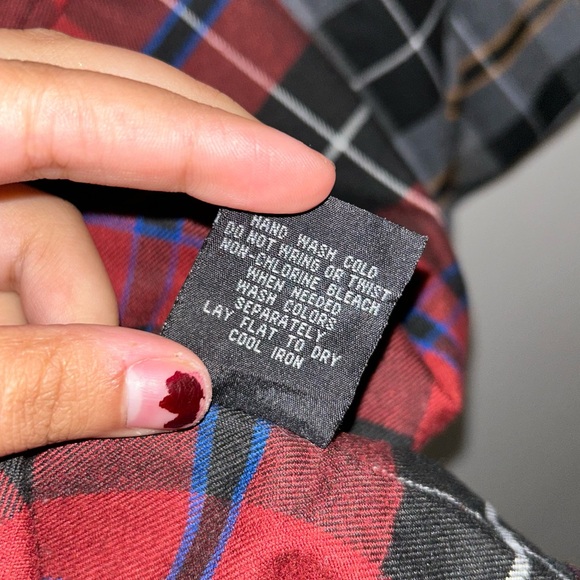 HAND WASH COLD
DO NOT WRING OR TWIST
NON-CHLORINE BLEACH
WHEN NEEDED
WASH COLORS
SEPARATELY
LAY FLAT TO DRY
COOL IRON